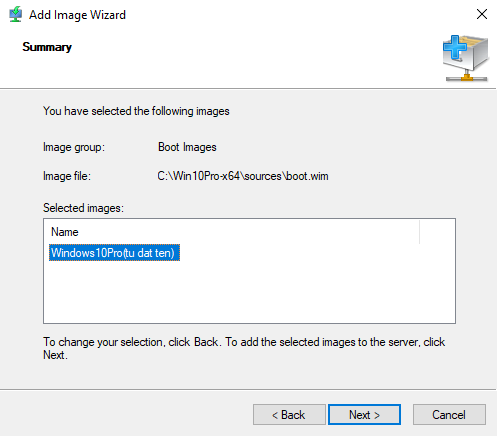 Add Image Wizard
Summary
You have selected the following images
Image group: Boot Images
Image file: C:\Win10Pro-x64\sources\boot.wim
Selected images:
Name
Windows10Pro(tu dat ten)
To change your selection, click Back. To add the selected images to the server, click
Next.
< Back Next > Cancel